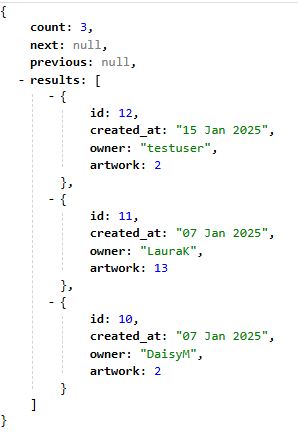 {
count: 3,
next: null,
previous: null,
- results: [
- {
id: 12,
created_at: "15 Jan 2025",
owner: "testuser",
artwork: 2
},
- {
id: 11,
created_at: "07 Jan 2025",
owner: "LauraK",
artwork: 13
},
- {
id: 10,
created_at: "07 Jan 2025",
owner: "DaisyM",
artwork: 2
}
]
}